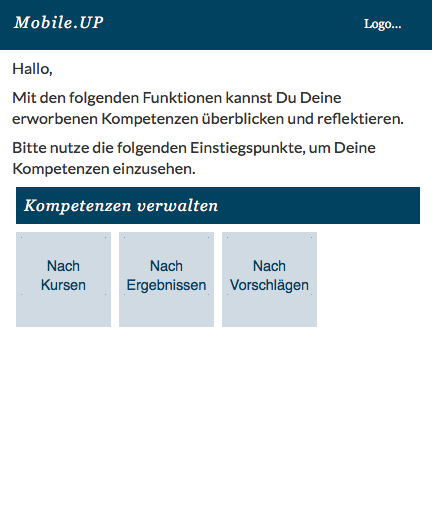 Mobile.UP
Logo...
Hallo,
Mit den folgenden Funktionen kannst Du Deine
erworbenen Kompetenzen überblicken und reflektieren.
Bitte nutze die folgenden Einstiegspunkte, um Deine
Kompetenzen einzusehen.
Kompetenzen verwalten
Nach
Kursen
Nach
Ergebnissen
Nach
Vorschlägen